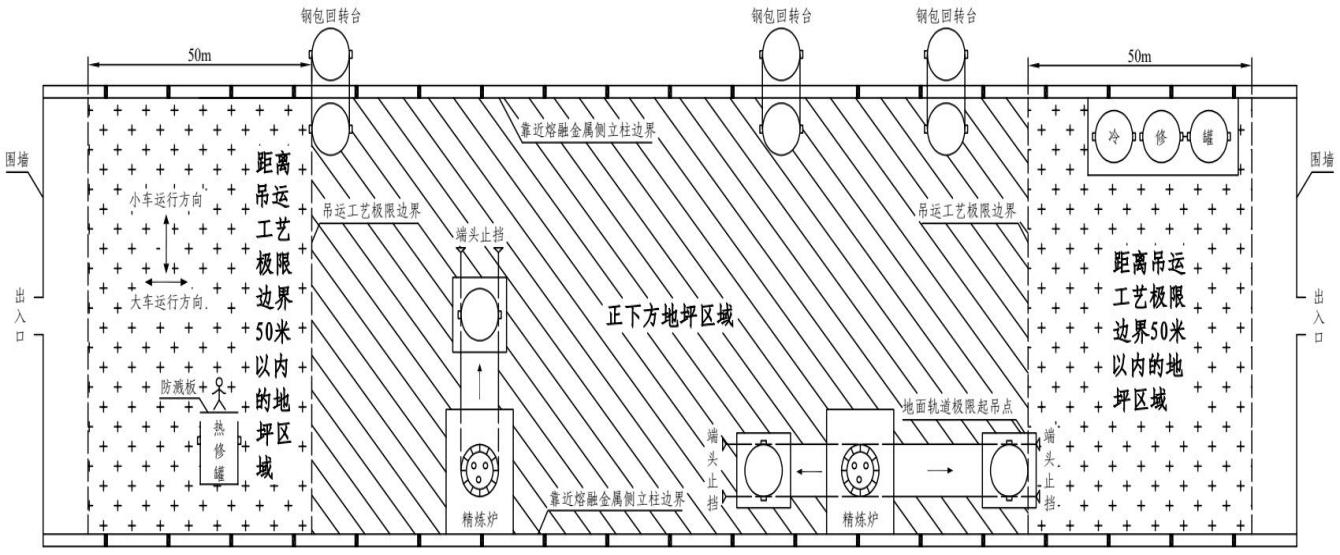 钢包回转台
钢包回转台
钢包回转台
50m
50m
靠近熔融金属侧立柱边界
冷
修
罐
围墙
围墙
距离
吊运
工艺
极限
边界
50米
以内
的地
坪区
域
小车运行方向
大车运行方向
吊运工艺极限边界
吊运工艺极限边界
端头止挡
距离吊运
工艺极限
边界50米
以内的地
坪区域
出
入
口
出
入
口
正下方地坪区域
防溅板
热
修
罐
地面轨道极限起吊点
端
头
止
挡
端
头
止
挡
靠近熔融金属侧立柱边界
精炼炉
精炼炉